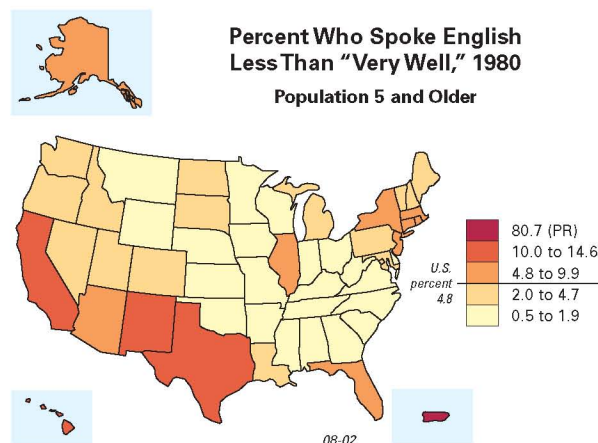 Percent Who Spoke English
Less Than "Very Well," 1980
Population 5 and Older
80.7 (PR)
10.0 to 14.6
4.8 to 9.9
U.S.
percent
4.8
2.0 to 4.7
0.5 to 1.9
08-02